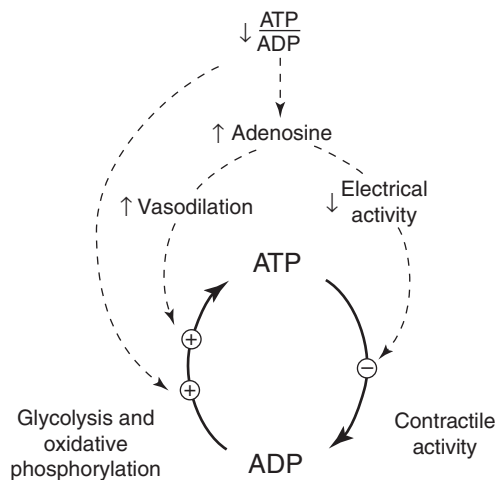 ↓ ATP
ADP
↑ Adenosine
↑ Vasodilation
↓ Electrical
activity
ATP
+
−
+
Glycolysis and
oxidative
phosphorylation
Contractile
activity
ADP